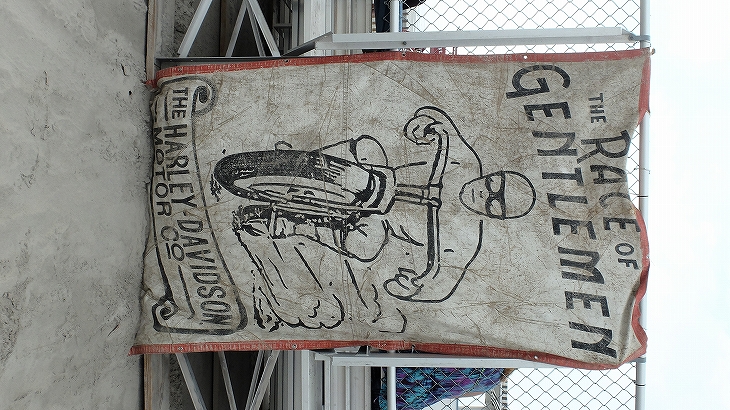 THE RACE OF
GENTLEMEN
THE HARLEY-DAVIDSON
MOTOR CO